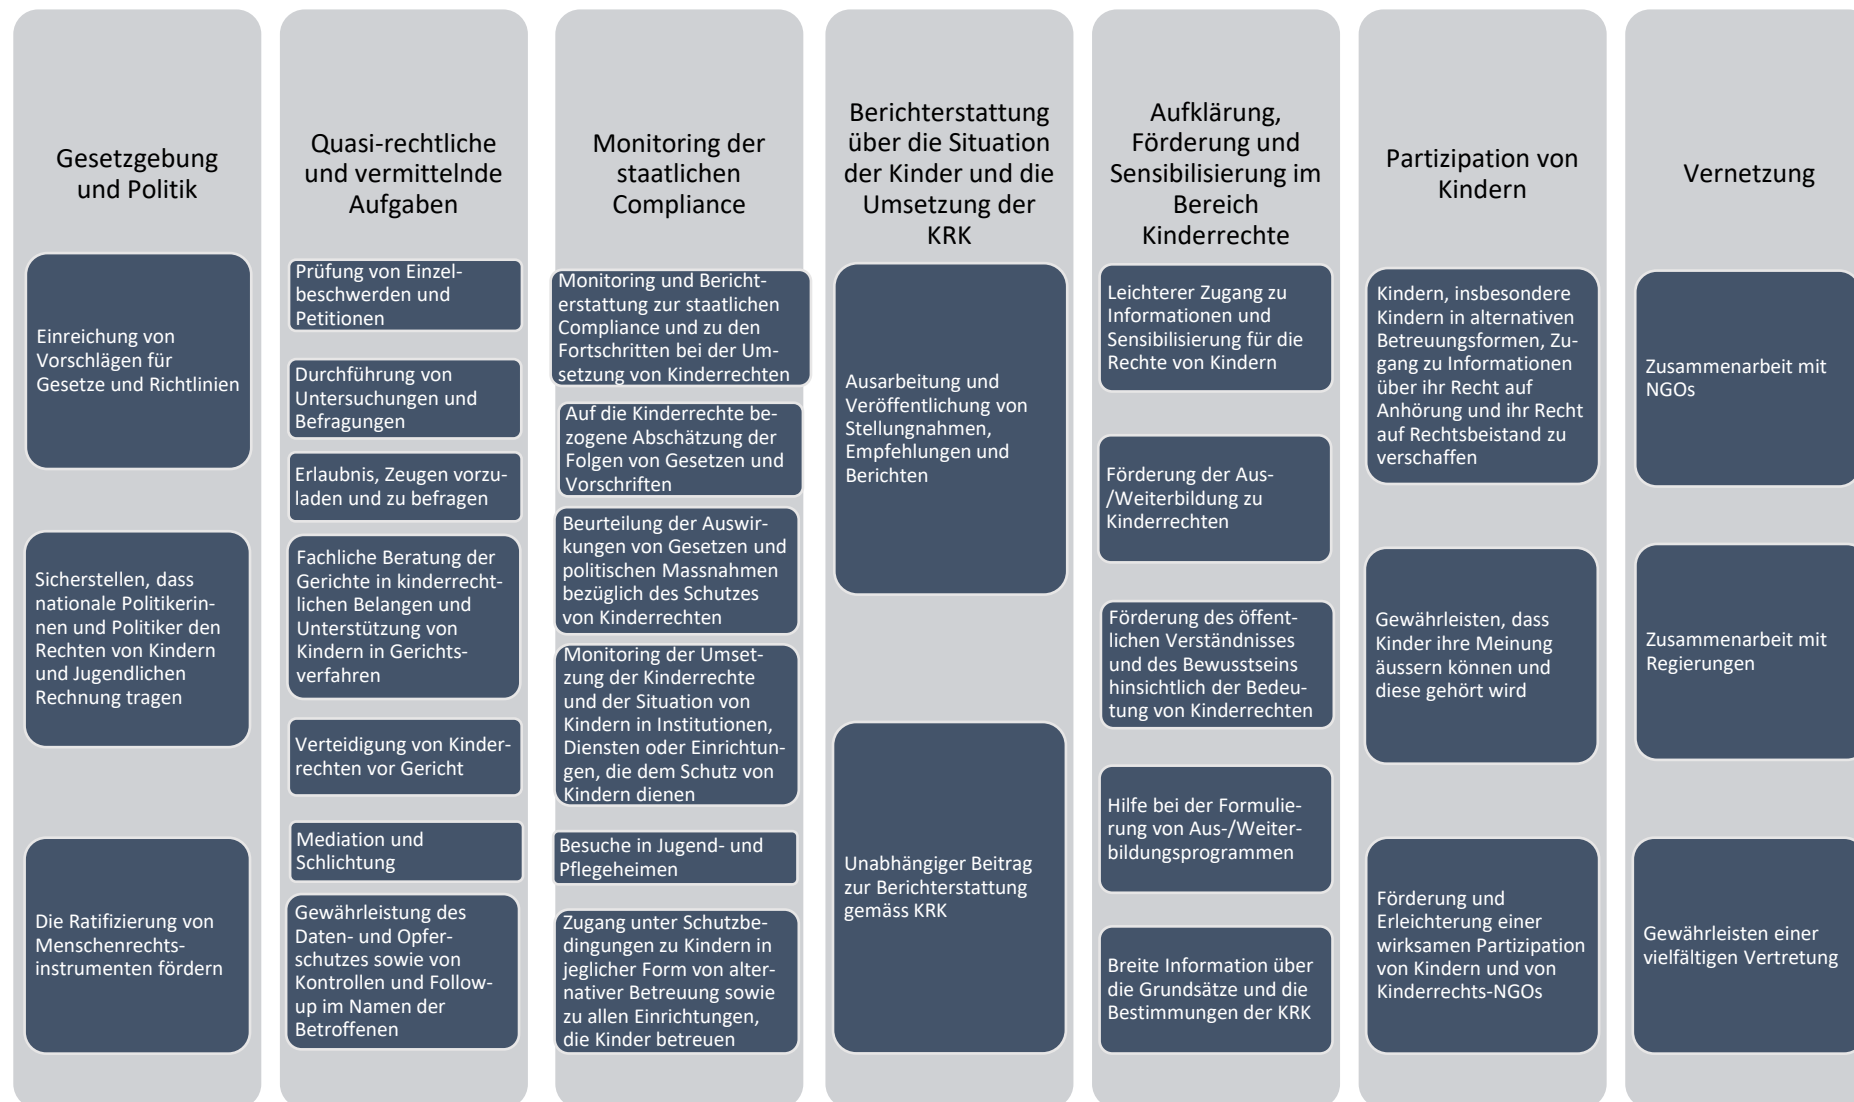 Gesetzgebung
und Politik
Einreichung von
Vorschlägen für
Gesetze und Richtlinien
Sicherstellen, dass
nationale Politikerin-
nen und Politiker den
Rechten von Kindern
und Jugendlichen
Rechnung tragen
Die Ratifizierung von
Menschenrechts-
instrumenten fördern
Quasi-rechtliche
und vermittelnde
Aufgaben
Prüfung von Einzel-
beschwerden und
Petitionen
Durchführung von
Untersuchungen und
Befragungen
Erlaubnis, Zeugen vorzu-
laden und zu befragen
Fachliche Beratung der
Gerichte in kinderrecht-
lichen Belangen und
Unterstützung von
Kindern in Gerichts-
verfahren
Verteidigung von Kinder-
rechten vor Gericht
Mediation und
Schlichtung
Gewährleistung des
Daten- und Opfer-
schutzes sowie von
Kontrollen und Follow-
up im Namen der
Betroffenen
Monitoring der
staatlichen
Compliance
Monitoring und Bericht-
erstattung zur staatlichen
Compliance und zu den
Fortschritten bei der Um-
setzung von Kinderrechten
Auf die Kinderrechte be-
zogene Abschätzung der
Folgen von Gesetzen und
Vorschriften
Beurteilung der Auswir-
kungen von Gesetzen und
politischen Massnahmen
bezüglich des Schutzes
von Kinderrechten
Monitoring der Umset-
zung der Kinderrechte
und der Situation von
Kindern in Institutionen,
Diensten oder Einrichtun-
gen, die dem Schutz von
Kindern dienen
Besuche in Jugend- und
Pflegeheimen
Zugang unter Schutzbe-
dingungen zu Kindern in
jeglicher Form von alter-
nativer Betreuung sowie
zu allen Einrichtungen,
die Kinder betreuen
Berichterstattung
über die Situation
der Kinder und die
Umsetzung der
KRK
Ausarbeitung und
Veröffentlichung von
Stellungnahmen,
Empfehlungen und
Berichten
Unabhängiger Beitrag
zur Berichterstattung
gemäss KRK
Aufklärung,
Förderung und
Sensibilisierung im
Bereich
Kinderrechte
Leichterer Zugang zu
Informationen und
Sensibilisierung für die
Rechte von Kindern
Förderung der Aus-
/Weiterbildung zu
Kinderrechten
Förderung des öffent-
lichen Verständnisses
und des Bewusstseins
hinsichtlich der Bedeu-
tung von Kinderrechten
Hilfe bei der Formulie-
rung von Aus-/Weiter-
bildungsprogrammen
Breite Information über
die Grundsätze und die
Bestimmungen der KRK
Partizipation von
Kindern
Kindern, insbesondere
Kindern in alternativen
Betreuungsformen, Zu-
gang zu Informationen
über ihr Recht auf
Anhörung und ihr Recht
auf Rechtsbeistand zu
verschaffen
Gewährleisten, dass
Kinder ihre Meinung
äussern können und
diese gehört wird
Förderung und
Erleichterung einer
wirksamen Partizipation
von Kindern und von
Kinderrechts-NGOs
Vernetzung
Zusammenarbeit mit
NGOs
Zusammenarbeit mit
Regierungen
Gewährleisten einer
vielfältigen Vertretung